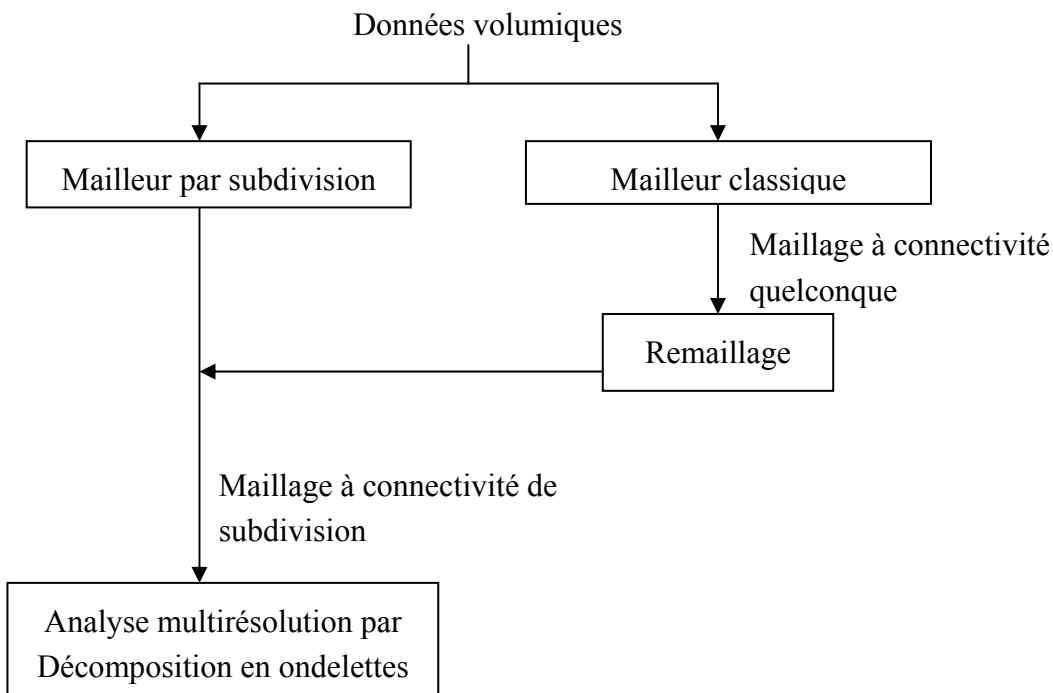 Données volumiques
Mailleur par subdivision
Mailleur classique
Maillage à connectivité
quelconque
Remaillage
Maillage à connectivité de
subdivision
Analyse multirésolution par
Décomposition en ondelettes